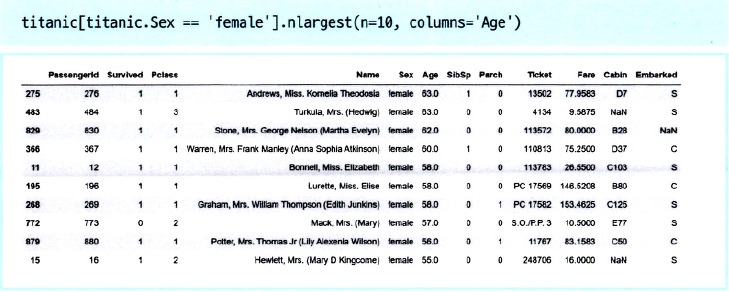 titanic[titanic.Sex == 'female'].nlargest(n=10, columns='Age')
PassengerId Survived Pclass Name Sex Age SibSp Parch Ticket Fare Cabin Embarked
275 276 1 1 Andrews, Miss. Kornelia Theodosia female 63.0 1 0 13502 77.9583 D7 S
483 484 1 3 Turkula, Mrs. (Hedwig) female 63.0 0 0 4134 9.5875 NaN S
829 830 1 1 Stone, Mrs. George Nelson (Martha Evelyn) female 62.0 0 0 113572 80.0000 B28 NaN
366 367 1 1 Warren, Mrs. Frank Manley (Anna Sophia Atkinson) female 60.0 1 0 110813 75.2500 D37 C
11 12 1 1 Bonnell, Miss. Elizabeth female 58.0 0 0 113783 26.5500 C103 S
195 196 1 1 Lurette, Miss. Elise female 58.0 0 0 PC 17569 146.5208 B80 C
268 269 1 1 Graham, Mrs. William Thompson (Edith Junkins) female 58.0 0 1 PC 17582 153.4625 C125 S
772 773 0 2 Mack, Mrs. (Mary) female 57.0 0 0 S.O./P.P. 3 10.5000 E77 S
879 880 1 1 Potter, Mrs. Thomas Jr (Lily Alexenia Wilson) female 56.0 0 1 11767 83.1583 C50 C
15 16 1 2 Hewlett, Mrs. (Mary D Kingcome) female 55.0 0 0 248706 16.0000 NaN S